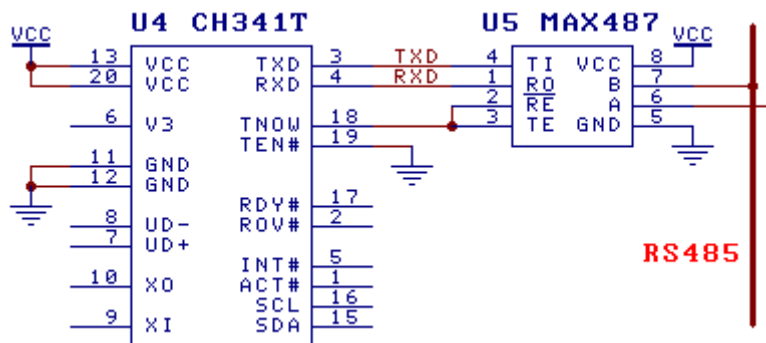 U4 CH341T U5 MAX487
VCC 13 VCC TXD 3 TXD 4 TI VCC 8 VCC
20 VCC RXD 4 RXD 1 RO B 7
2 RE A 6
6 V3 TNOW 18 3 TE GND 5
TEN# 19
11 GND
12 GND
RDY# 17
8 UD- ROV# 2
7 UD+
INT# 5 RS485
10 XO ACT# 1
SCL 16
9 XI SDA 15